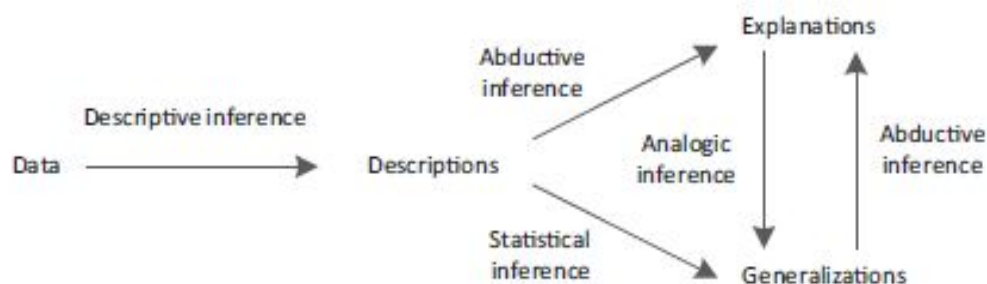 Explanations
Abductive
inference
Descriptive inference
Analogic
inference
Abductive
inference
Data
Descriptions
Statistical
inference
Generalizations